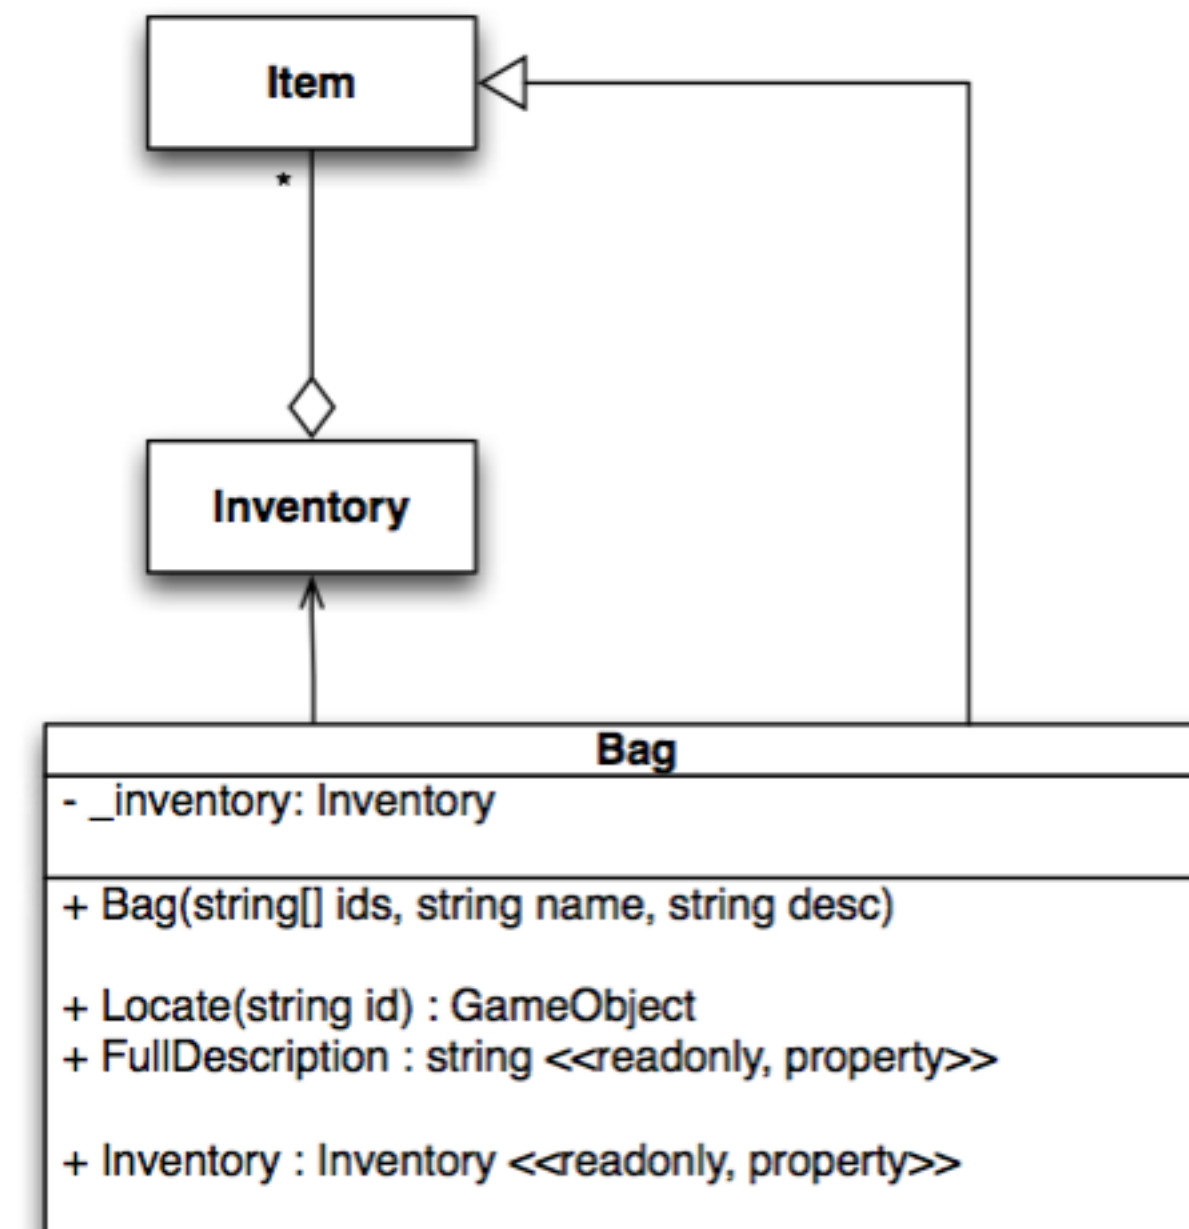 Item
*
Inventory
Bag
- _inventory: Inventory
+ Bag(string[] ids, string name, string desc)
+ Locate(string id) : GameObject
+ FullDescription : string <<readonly, property>>
+ Inventory : Inventory <<readonly, property>>